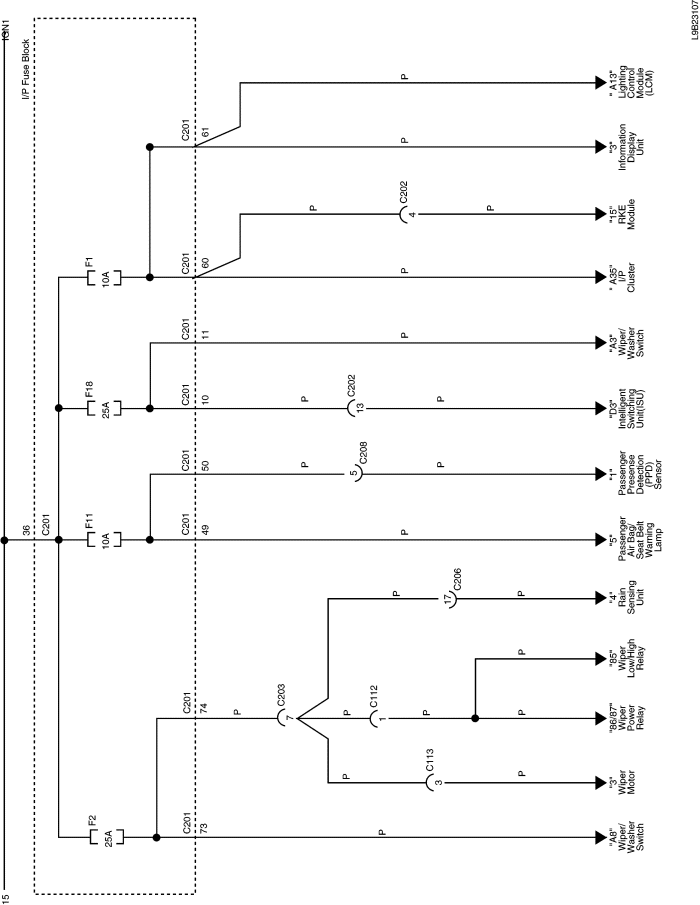 15
IGN1
I/P Fuse Block
36
C201
F2
25A
F11
10A
F18
25A
F1
10A
C201
73
C201
74
C201
49
C201
50
C201
10
C201
11
C201
60
C201
61
P
P
C203
7
P
C113
3
P
P
C112
1
P
P
P
P
C206
17
P
P
P
C208
5
P
P
C202
13
P
P
P
P
C202
4
P
P
P
"A8"
Wiper/
Washer
Switch
"3"
Wiper
Motor
"86/87"
Wiper
Power
Relay
"85"
Wiper
Low/High
Relay
"4"
Rain
Sensing
Unit
"5"
Passenger
Air Bag/
Seat Belt
Warning
Lamp
"1"
Passenger
Presense
Detection
(PPD)
Sensor
"D3"
Intelligent
Switching
Unit(ISU)
"A3"
Wiper/
Washer
Switch
" A35"
I/P
Cluster
"15"
RKE
Module
"3"
Information
Display
Unit
" A13"
Lighting
Control
Module
(LCM)
L9B23107